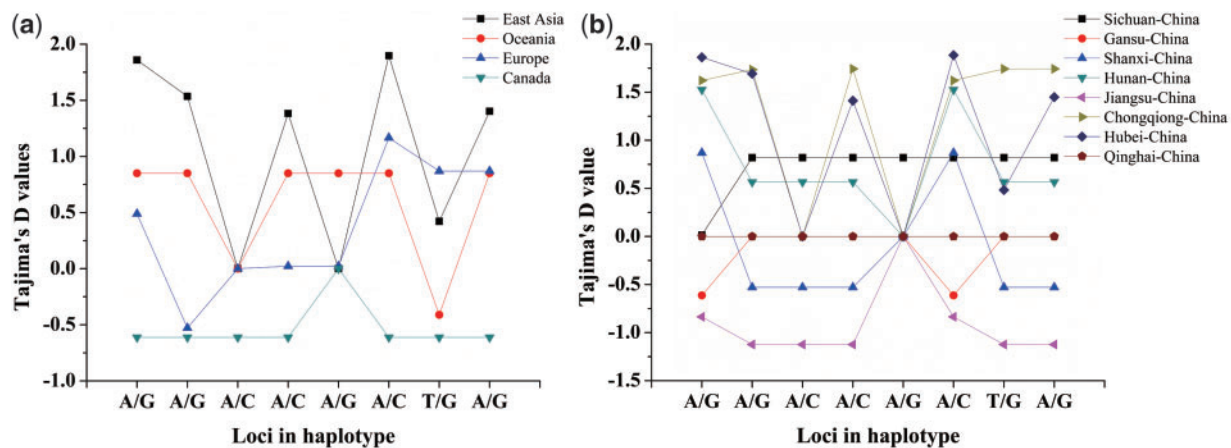 (a)
East Asia
Oceania
Europe
Canada
Tajima's D values
2.0
1.5
1.0
0.5
0.0
-0.5
-1.0
A/G A/G A/C A/C A/G A/C T/G A/G
Loci in haplotype
(b)
Sichuan-China
Gansu-China
Shanxi-China
Hunan-China
Jiangsu-China
Chongqiong-China
Hubei-China
Qinghai-China
Tajima's D value
2.0
1.5
1.0
0.5
0.0
-0.5
-1.0
-1.5
A/G A/G A/C A/C A/G A/C T/G A/G
Loci in haplotype